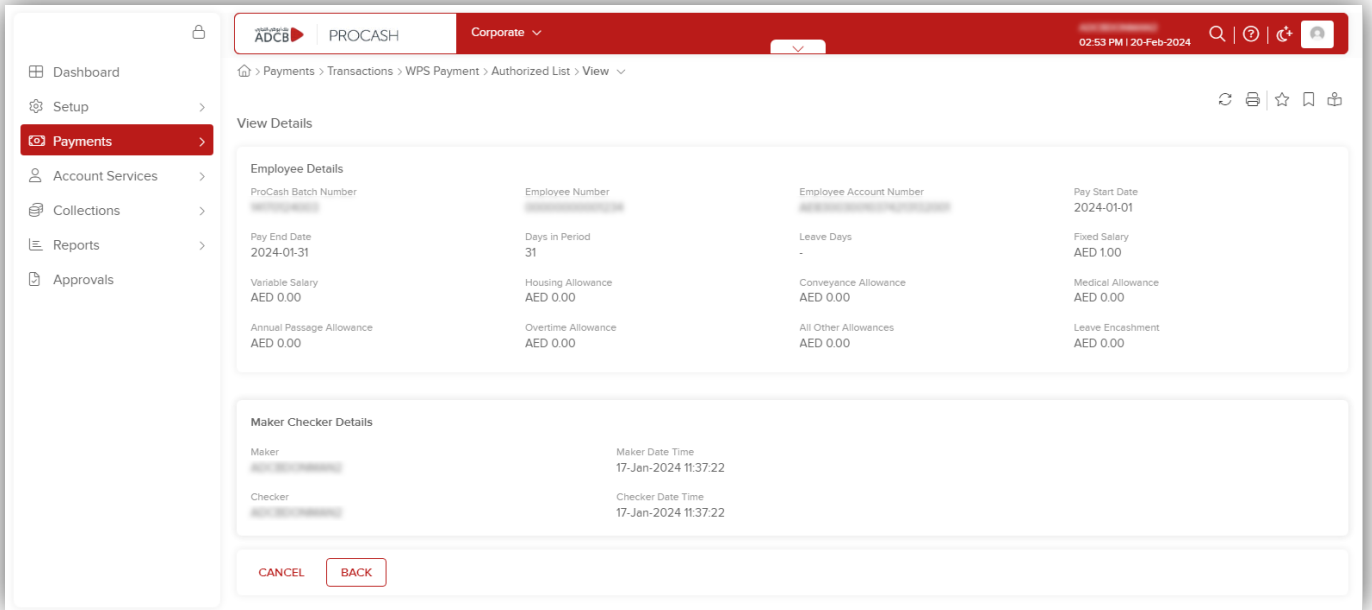 ADCB
PROCASH
Corporate
02:53 PM | 20-Feb-2024
Dashboard
Setup
Payments
Account Services
Collections
Reports
Approvals
Payments > Transactions > WPS Payment > Authorized List > View
View Details
Employee Details
ProCash Batch Number
Employee Number
Employee Account Number
Pay Start Date
2024-01-01
Pay End Date
Days in Period
Leave Days
Fixed Salary
2024-01-31
31
-
AED 1.00
Variable Salary
Housing Allowance
Conveyance Allowance
Medical Allowance
AED 0.00
AED 0.00
AED 0.00
AED 0.00
Annual Passage Allowance
Overtime Allowance
All Other Allowances
Leave Encashment
AED 0.00
AED 0.00
AED 0.00
AED 0.00
Maker Checker Details
Maker
Maker Date Time
17-Jan-2024 11:37:22
Checker
Checker Date Time
17-Jan-2024 11:37:22
CANCEL
BACK